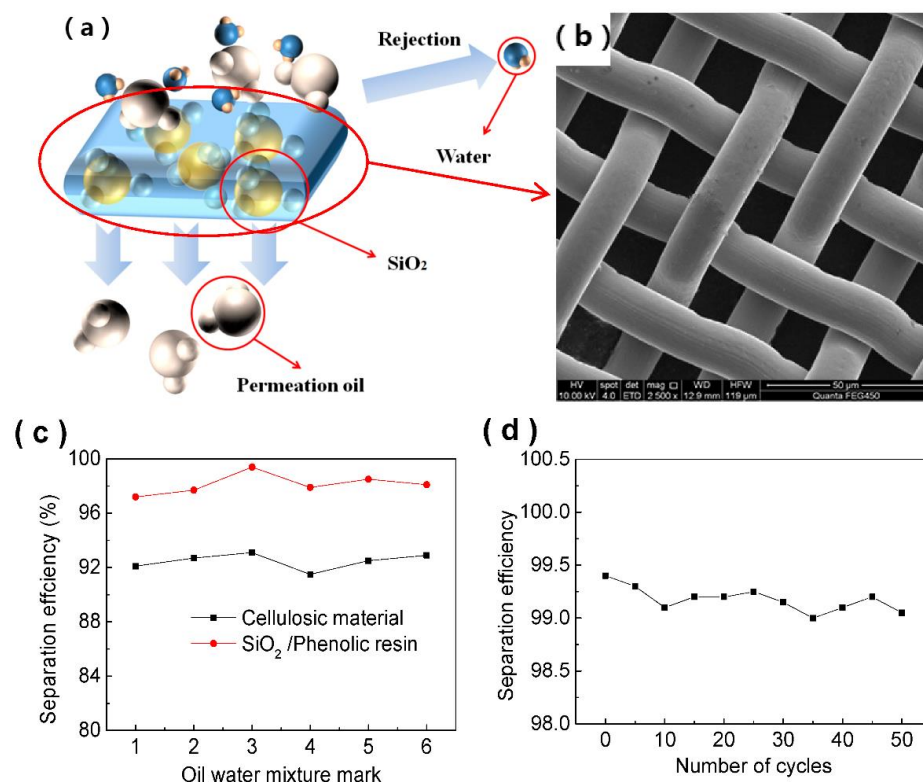 (a)
Rejection
Water
SiO₂
Permeation oil
(b)
HV spot det mag □ WD HFW 50 µm
10.00 kV 4.0 ETD 2 500 x 12.9 mm 119 µm Quanta FEG450
(c)
100
96
92
88
84
80
Separation effciency (%)
Cellulosic material
SiO₂ /Phenolic resin
1 2 3 4 5 6
Oil water mixture mark
(d)
100.5
100.0
99.5
99.0
98.5
98.0
Separation efficiency
0 10 20 30 40 50
Number of cycles